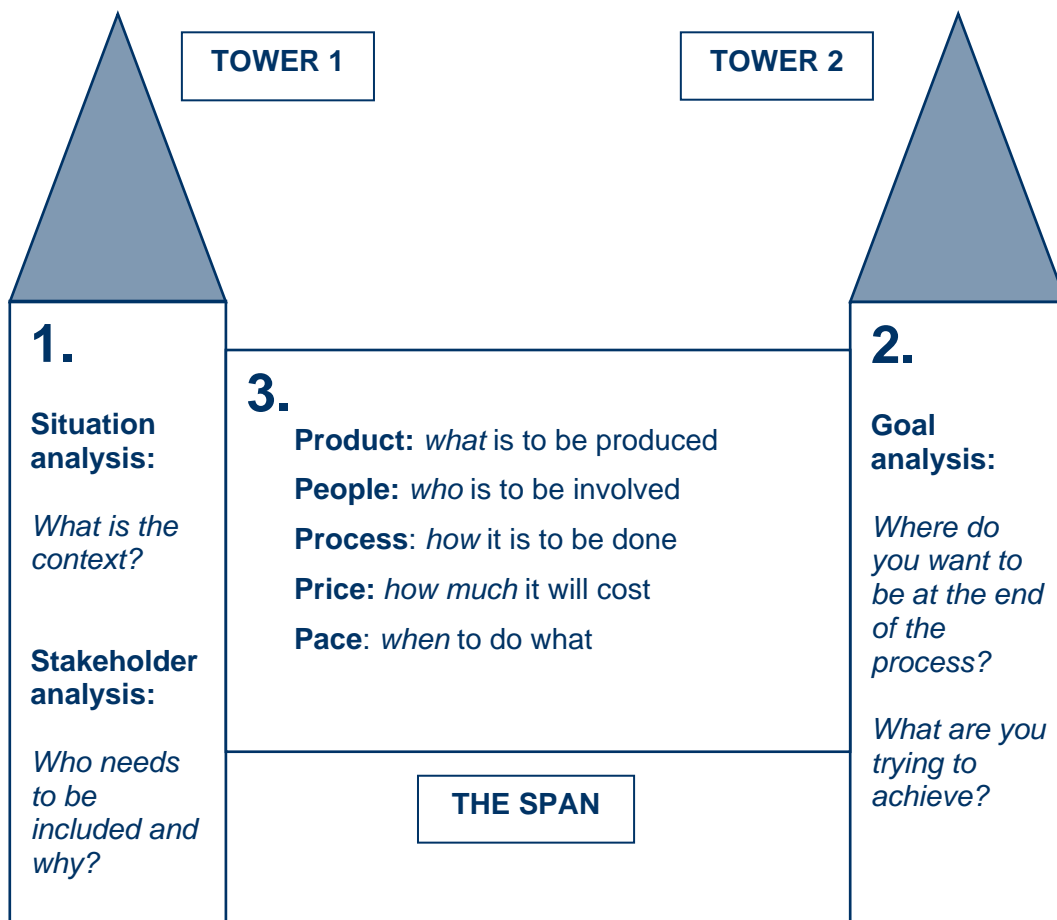 TOWER 1
TOWER 2
1.
Situation
analysis:
What is the
context?
Stakeholder
analysis:
Who needs
to be
included and
why?
3.
Product: what is to be produced
People: who is to be involved
Process: how it is to be done
Price: how much it will cost
Pace: when to do what
THE SPAN
2.
Goal
analysis:
Where do
you want to
be at the end
of the
process?
What are you
trying to
achieve?